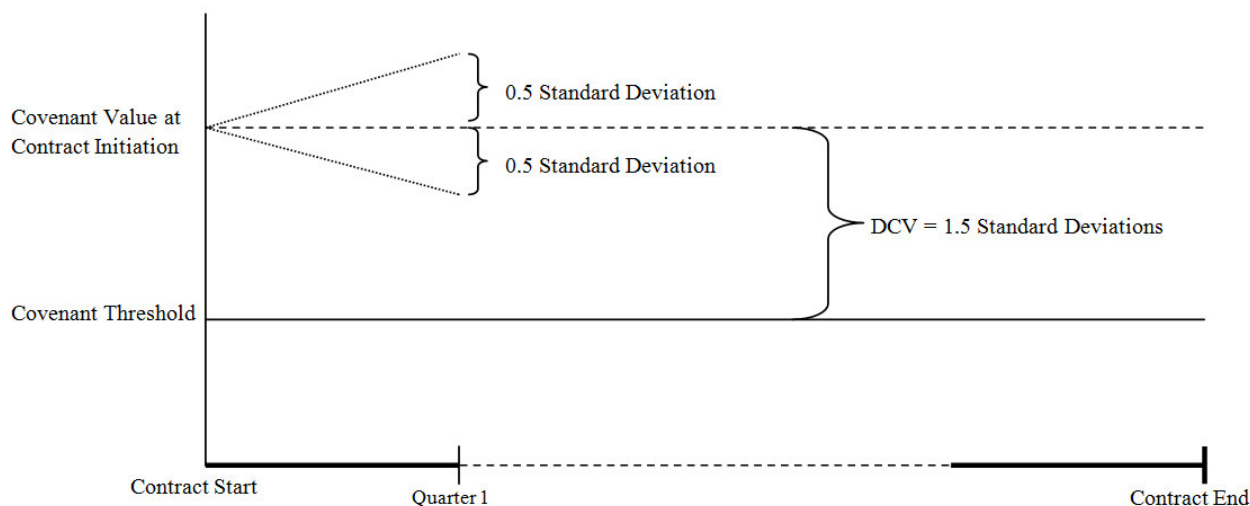 0.5 Standard Deviation
Covenant Value at
Contract Initiation
0.5 Standard Deviation
DCV = 1.5 Standard Deviations
Covenant Threshold
Contract Start
Quarter 1
Contract End